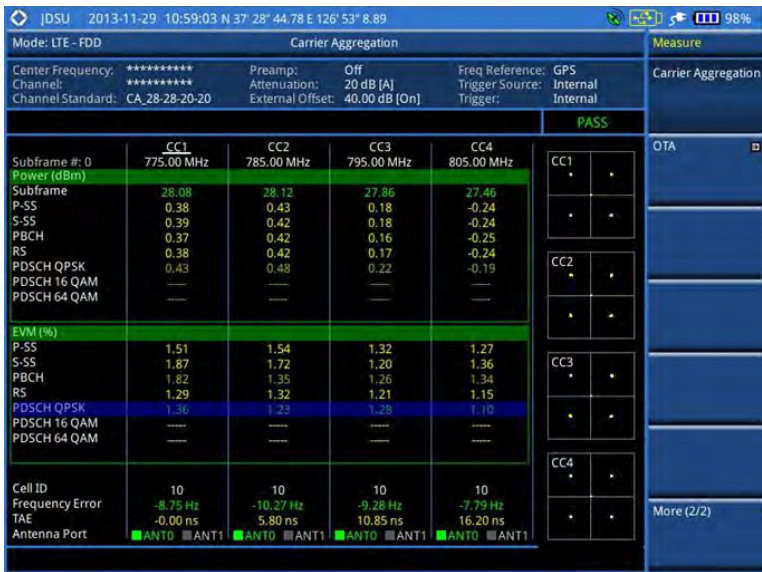 JDSU 2013-11-29 10:59:03 N 37' 28" 44.78 E 126' 53" 8.89 98%
Mode: LTE - FDD Carrier Aggregation Measure
Center Frequency: ********** Preamp: Off Freq Reference: GPS
Channel: ********** Attenuation: 20 dB [A] Trigger Source: Internal
Channel Standard: CA_28-28-20-20 External Offset: 40.00 dB [On] Trigger: Internal
Carrier Aggregation
PASS
OTA
CC1 CC2 CC3 CC4
Subframe #: 0 775.00 MHz 785.00 MHz 795.00 MHz 805.00 MHz
Power (dBm)
Subframe 28.08 28.12 27.86 27.46
P-SS 0.38 0.43 0.18 -0.24
S-SS 0.39 0.42 0.18 -0.24
PBCH 0.37 0.42 0.16 -0.25
RS 0.38 0.42 0.17 -0.24
PDSCH QPSK 0.43 0.48 0.22 -0.19
PDSCH 16 QAM ---- ---- ---- ----
PDSCH 64 QAM ---- ---- ---- ----
EVM (%)
P-SS 1.51 1.54 1.32 1.27
S-SS 1.87 1.72 1.20 1.36
PBCH 1.82 1.35 1.26 1.34
RS 1.29 1.32 1.21 1.15
PDSCH QPSK 1.36 1.23 1.28 1.10
PDSCH 16 QAM ----- ----- ----- -----
PDSCH 64 QAM ----- ----- ----- -----
Cell ID 10 10 10 10
Frequency Error -8.75 Hz -10.27 Hz -9.28 Hz -7.79 Hz
TAE -0.00 ns 5.80 ns 10.85 ns 16.20 ns
Antenna Port ANT0 ANT1 ANT0 ANT1 ANT0 ANT1 ANT0 ANT1
CC1
CC2
CC3
CC4
More (2/2)